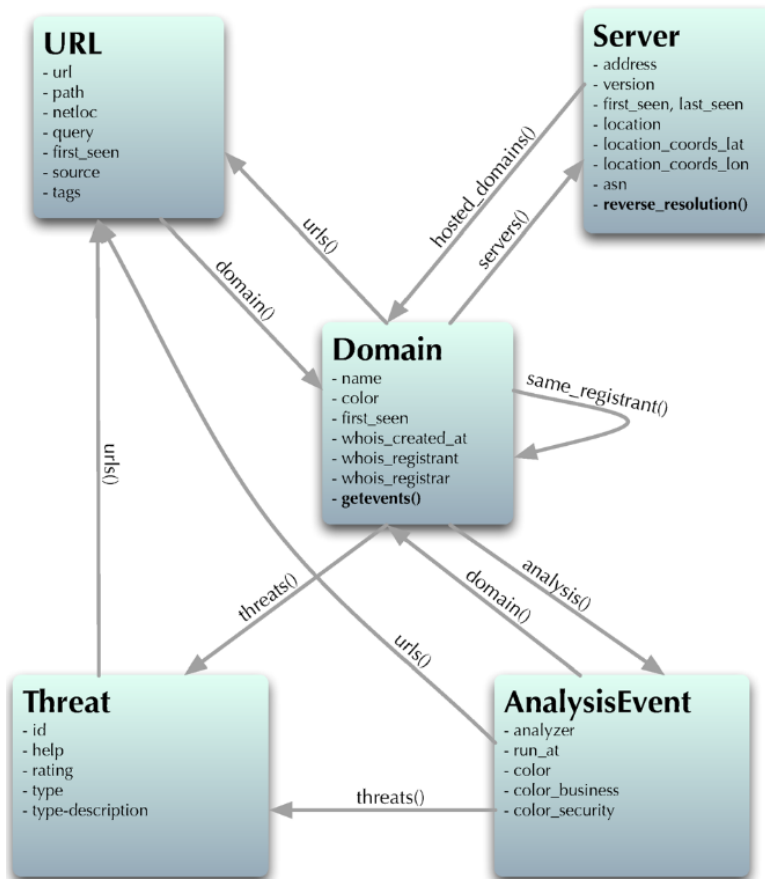 URL
- url
- path
- netloc
- query
- first_seen
- source
- tags
Server
- address
- version
- first_seen, last_seen
- location
- location_coords_lat
- location_coords_lon
- asn
- reverse_resolution()
hosted_domains()
urls()
servers()
domain()
Domain
- name
- color
- first_seen
- whois_created_at
- whois_registrant
- whois_registrar
- getevents()
same_registrant()
urls()
threats()
domain()
analysis()
urls()
Threat
- id
- help
- rating
- type
- type-description
threats()
AnalysisEvent
- analyzer
- run_at
- color
- color_business
- color_security